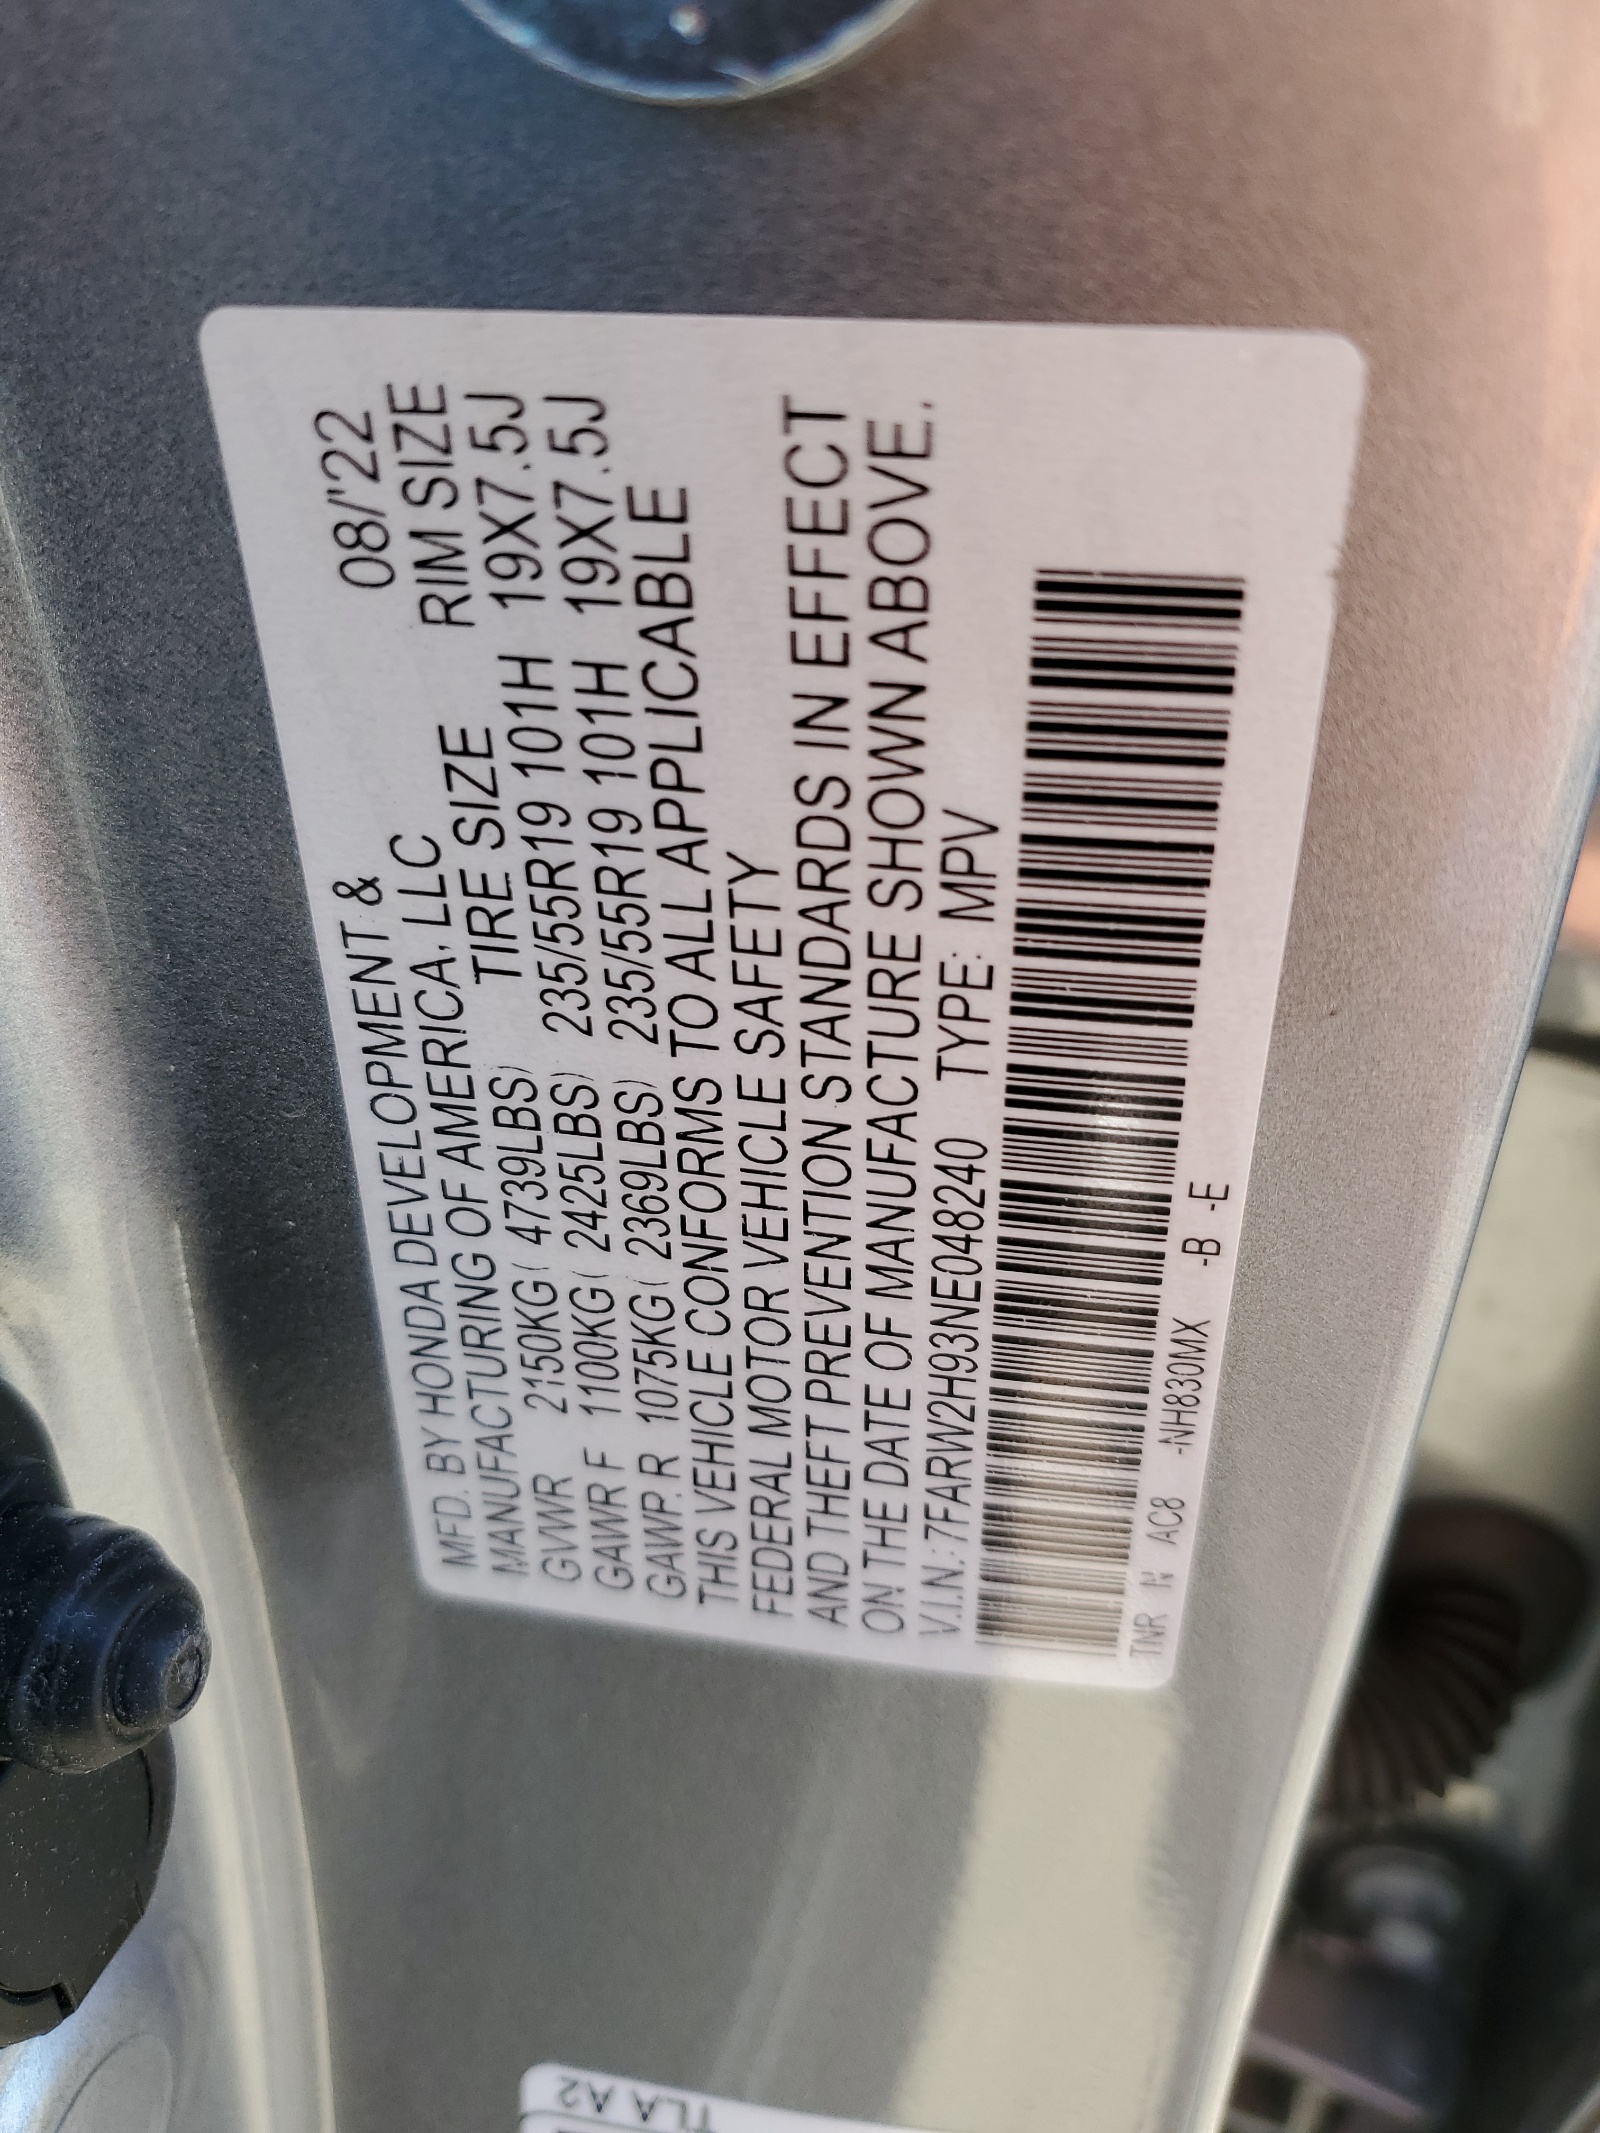 08/'22
MFD. BY HONDA DEVELOPMENT &
MANUFACTURING OF AMERICA, LLC RIM SIZE
TIRE SIZE
GVWR 2150KG( 4739LBS) 235/55R19 101H 19X7.5J
GAWR F 1100KG( 2425LBS) 235/55R19 101H 19X7.5J
GAWR R 1075KG( 2369LBS)
THIS VEHICLE CONFORMS TO ALL APPLICABLE
FEDERAL MOTOR VEHICLE SAFETY
AND THEFT PREVENTION STANDARDS IN EFFECT
ON THE DATE OF MANUFACTURE SHOWN ABOVE.
V.I.N.: 7FARW2H93NE048240 TYPE: MPV
TNR N AC8 -NH830MX -B -E
TLA A2